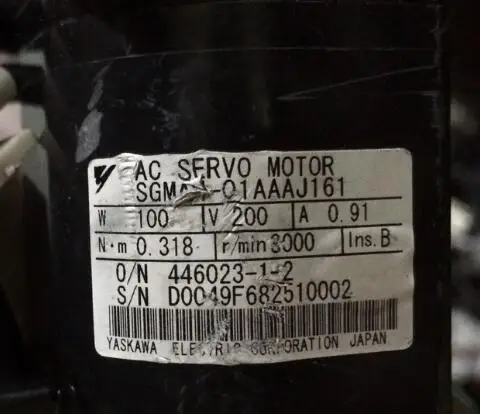 AC SERVO MOTOR
W 100 V 200 A 0.91
N·m 0.318 r/min 3000 Ins.B
O/N 446023-1-2
S/N D0049F682510002
YASKAWA ELECTRIC CORPORATION JAPAN